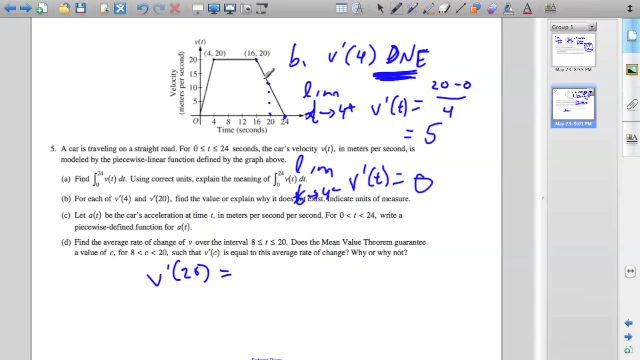 v(t)
(4, 20)
(16, 20)
20
15
10
5
O
4
8
12
16
20
24
Velocity
(meters per second)
Time (seconds)
b. v'(4) DNE
lim t→4⁺ v'(t) = 20-0/4
= 5
lim t→4⁻ v'(t) = 0
5. A car is traveling on a straight road. For 0 ≤ t ≤ 24 seconds, the car's velocity v(t), in meters per second, is
modeled by the piecewise-linear function defined by the graph above.
(a) Find ∫₀²⁴ v(t) dt. Using correct units, explain the meaning of ∫₀²⁴ v(t) dt.
(b) For each of v'(4) and v'(20), find the value or explain why it does not exist. Indicate units of measure.
(c) Let a(t) be the car's acceleration at time t, in meters per second per second. For 0 < t < 24, write a
piecewise-defined function for a(t).
(d) Find the average rate of change of v over the interval 8 ≤ t ≤ 20. Does the Mean Value Theorem guarantee
a value of c, for 8 < c < 20, such that v'(c) is equal to this average rate of change? Why or why not?
v'(20) =
Group 1